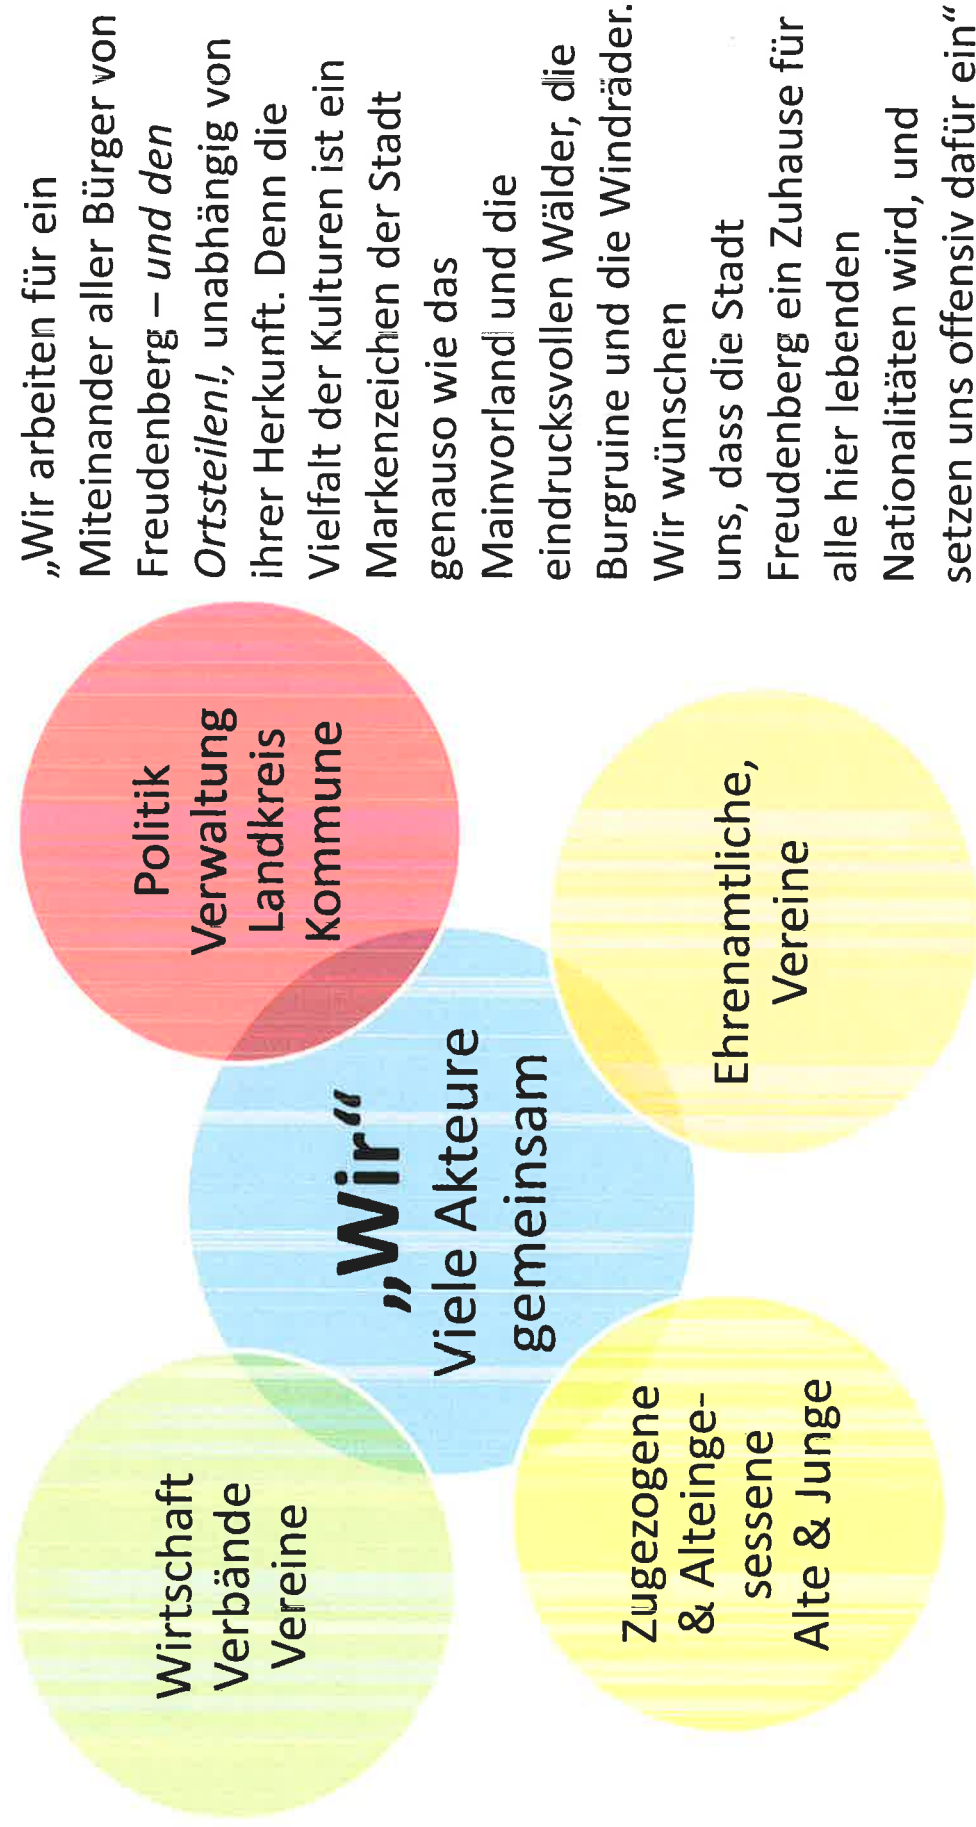 Wirtschaft
Verbände
Vereine
Politik
Verwaltung
Landkreis
Kommune
„Wir“
Viele Akteure
gemeinsam
Zugezogene
& Alteinge-
sessene
Alte & Junge
Ehrenamtliche,
Vereine
„Wir arbeiten für ein
Miteinander aller Bürger von
Freudenberg – und den
Ortsteilen!, unabhängig von
ihrer Herkunft. Denn die
Vielfalt der Kulturen ist ein
Markenzeichen der Stadt
genauso wie das
Mainvorland und die
eindrucksvollen Wälder, die
Burgruine und die Windräder.
Wir wünschen
uns, dass die Stadt
Freudenberg ein Zuhause für
alle hier lebenden
Nationalitäten wird, und
setzen uns offensiv dafür ein“